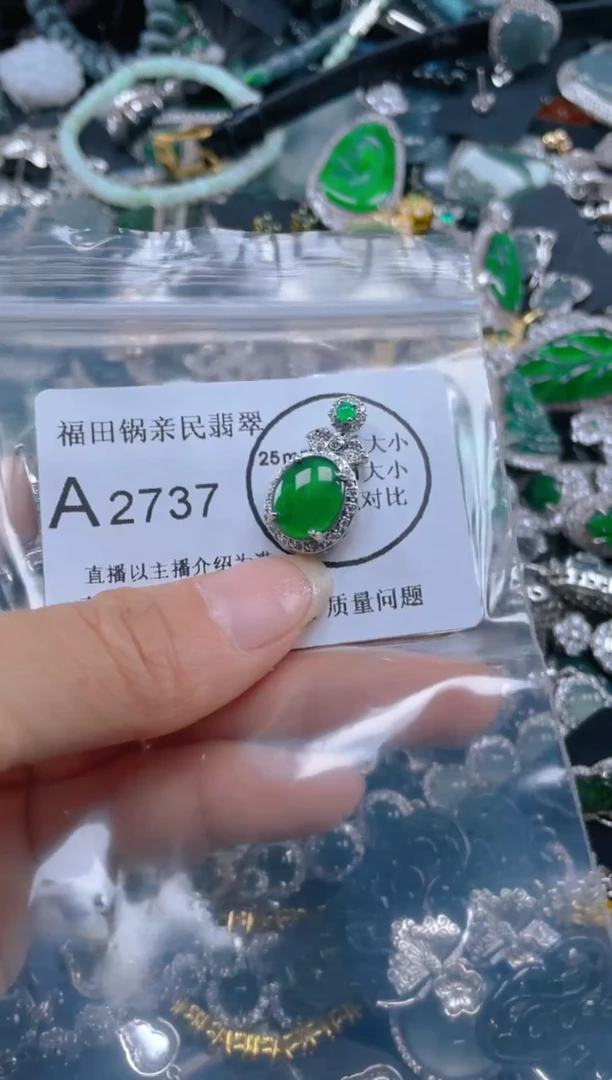 福田锅亲民翡翠
A2737
25m
大小
大小
对比
直播以主播介绍为
质量问题